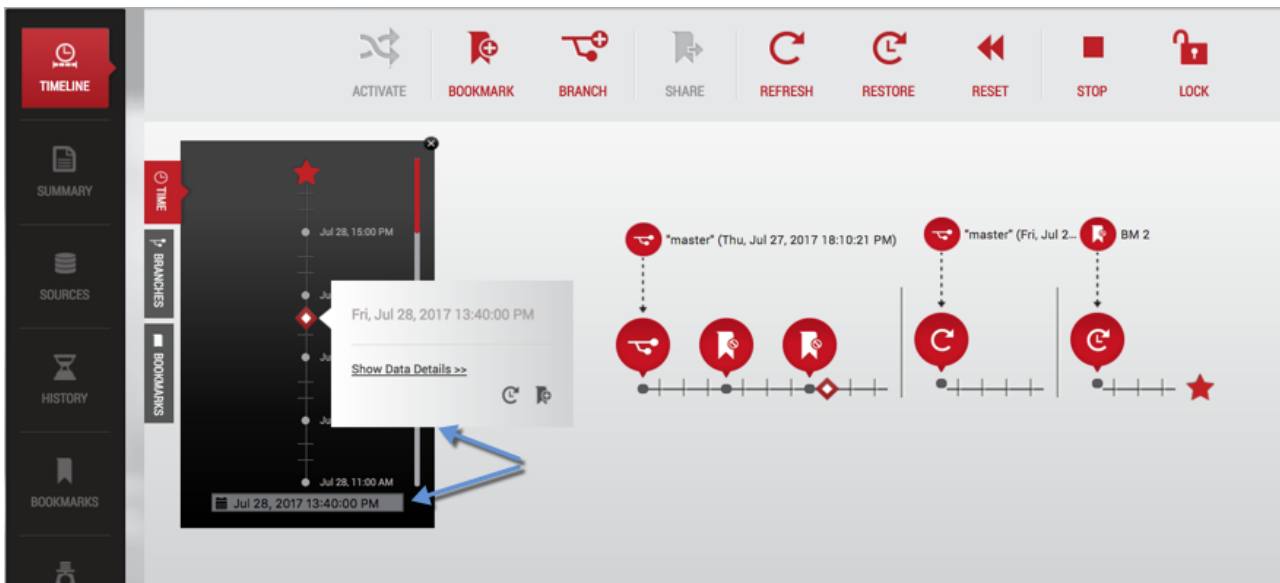 TIMELINE
SUMMARY
SOURCES
HISTORY
BOOKMARKS
ACTIVATE
BOOKMARK
BRANCH
SHARE
REFRESH
RESTORE
RESET
STOP
LOCK
TIME
BRANCHES
BOOKMARKS
Jul 28, 15:00 PM
Ju
Fri, Jul 28, 2017 13:40:00 PM
Ju
Show Data Details >>
Ju
Jul 28, 11:00 AM
Jul 28, 2017 13:40:00 PM
"master" (Thu, Jul 27, 2017 18:10:21 PM)
"master" (Fri, Jul 2...
BM 2